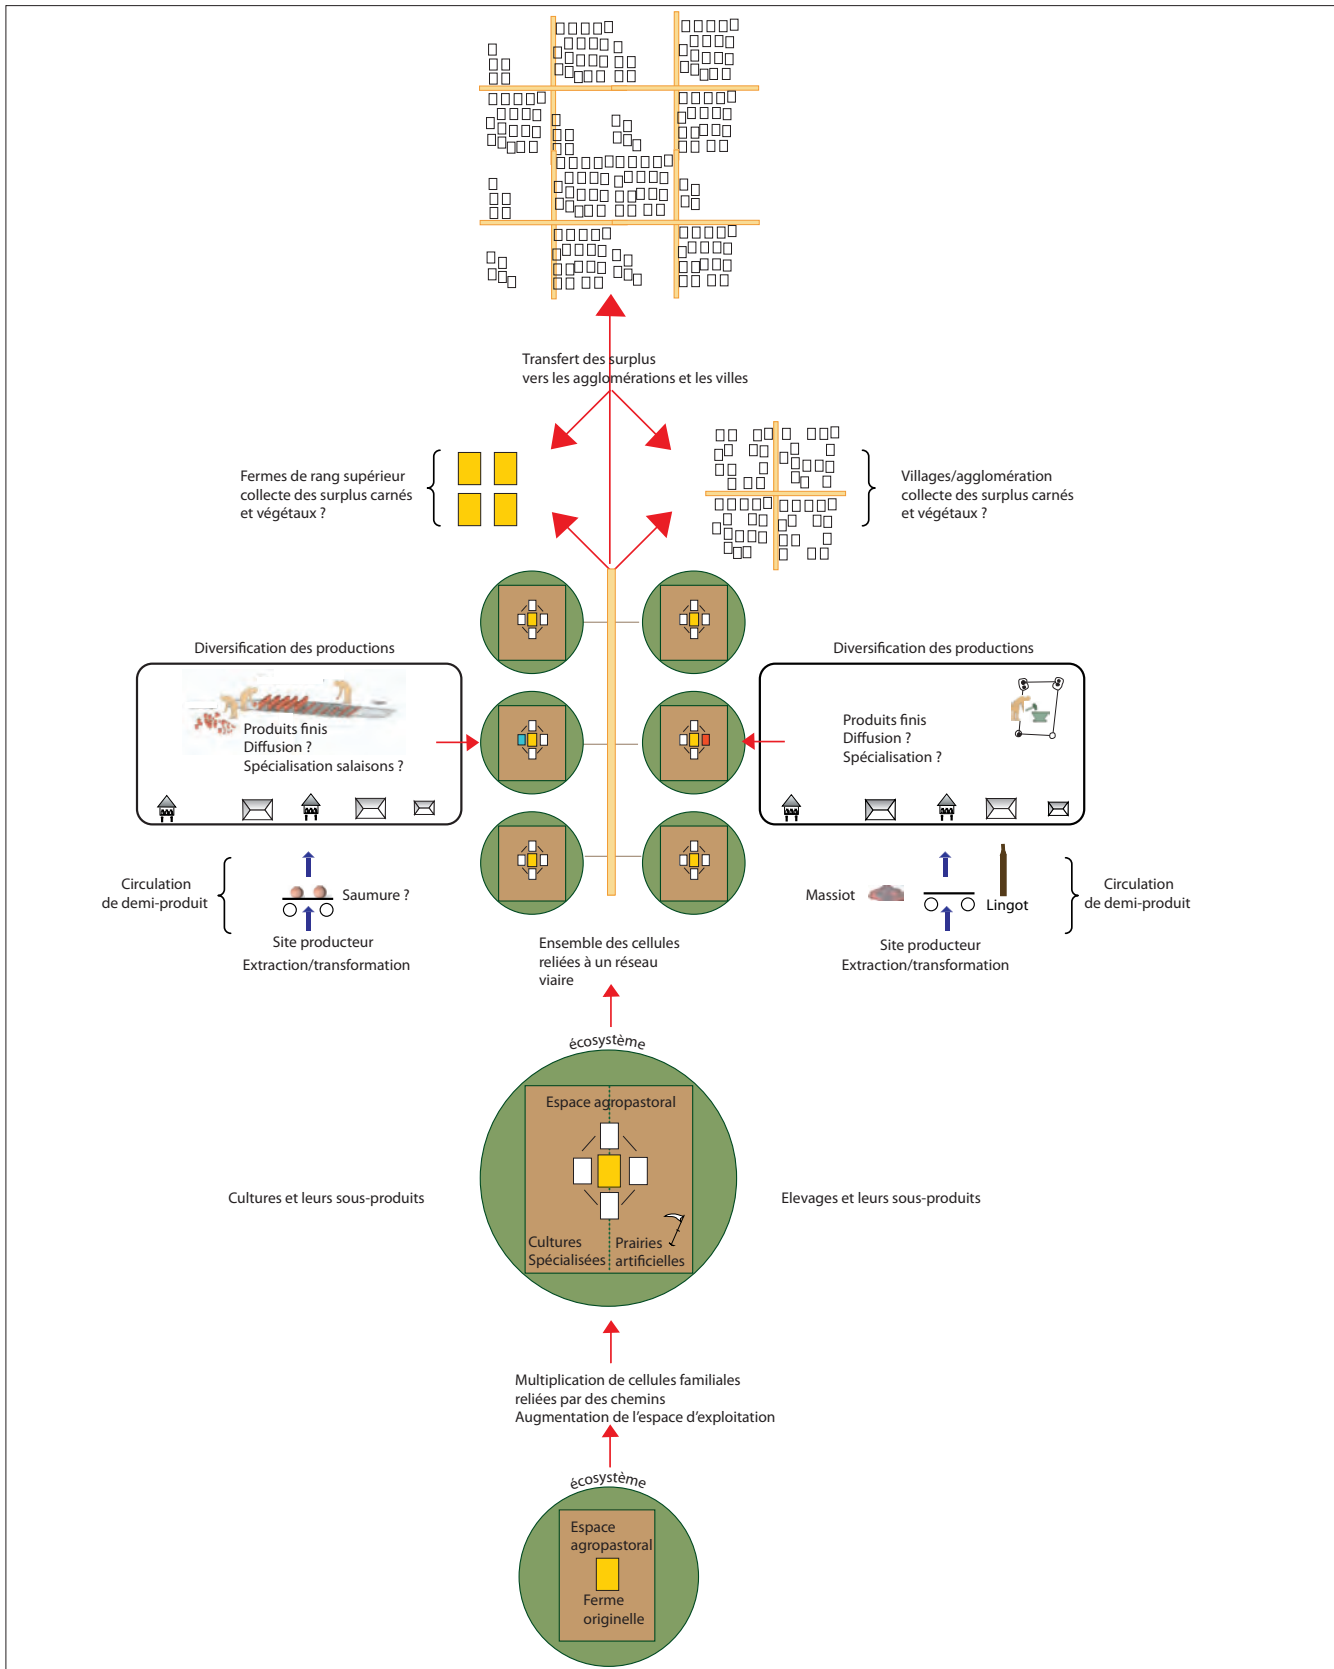 Transfert des surplus
vers les agglomérations et les villes
Fermes de rang supérieur
collecte des surplus carnés
et végétaux ?
Villages/agglomération
collecte des surplus carnés
et végétaux ?
Diversification des productions
Produits finis
Diffusion ?
Spécialisation salaisons ?
Diversification des productions
Produits finis
Diffusion ?
Spécialisation ?
Circulation
de demi-produit
Saumure ?
Site producteur
Extraction/transformation
Massiot
Lingot
Circulation
de demi-produit
Site producteur
Extraction/transformation
Ensemble des cellules
reliées à un réseau
viaire
écosystème
Espace agropastoral
Cultures et leurs sous-produits
Elevages et leurs sous-produits
Cultures
Spécialisées
Prairies
artificielles
Multiplication de cellules familiales
reliées par des chemins
Augmentation de l'espace d'exploitation
écosystème
Espace
agropastoral
Ferme
originelle